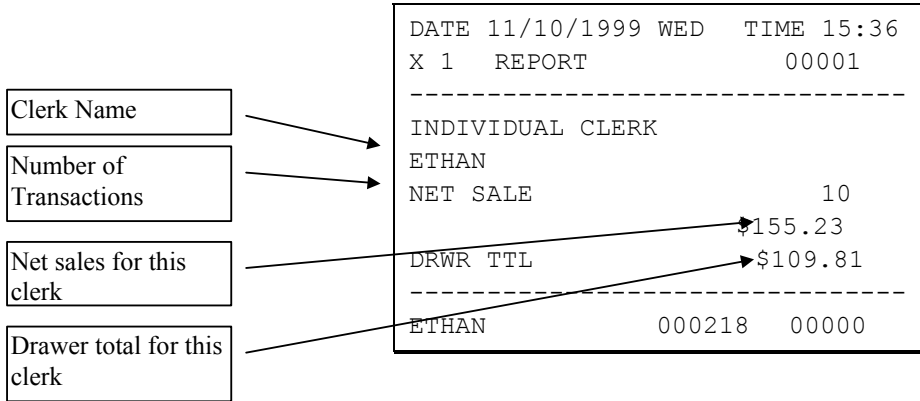 Clerk Name
Number of
Transactions
Net sales for this
clerk
Drawer total for this
clerk
DATE 11/10/1999 WED TIME 15:36
X 1 REPORT 00001
--------------------------------
INDIVIDUAL CLERK
ETHAN
NET SALE 10
$155.23
DRWR TTL $109.81
--------------------------------
ETHAN 000218 00000